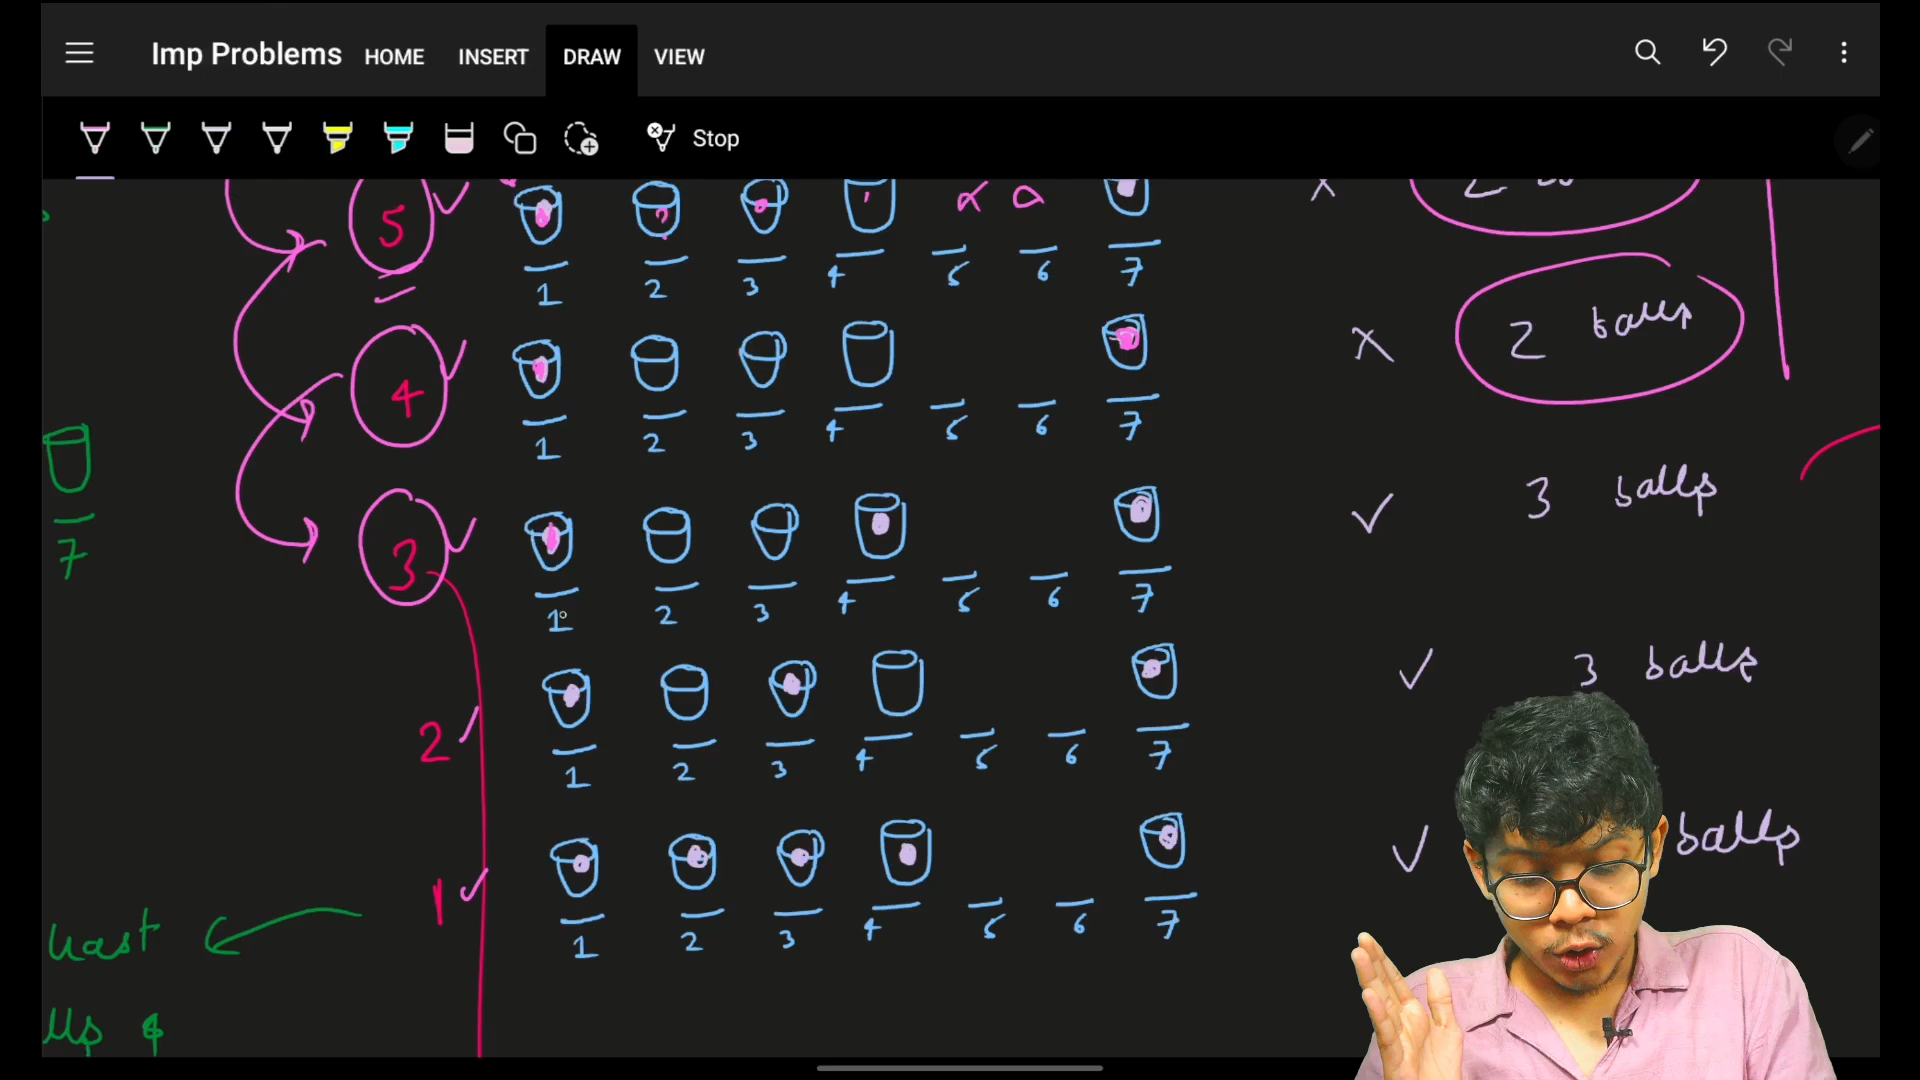 Imp Problems HOME INSERT DRAW VIEW
Stop
5
1 2 3 4 5 6 7
x 2 balls
4
1 2 3 4 5 6 7
3 balls
3
1 2 3 4 5 6 7
7
3 balls
2
1 2 3 4 5 6 7
balls
1
1 2 3 4 5 6 7